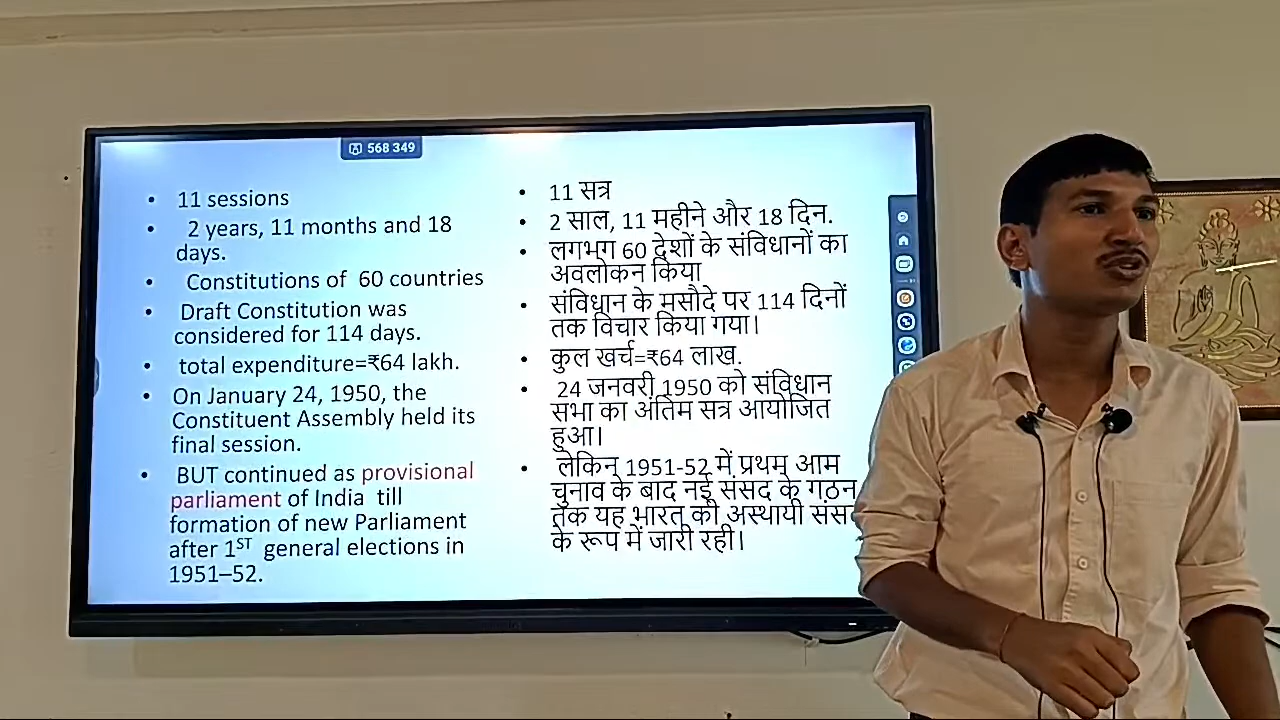 568 349
• 11 sessions
• 2 years, 11 months and 18
days.
• Constitutions of 60 countries
• Draft Constitution was
considered for 114 days.
• total expenditure=₹64 lakh.
• On January 24, 1950, the
Constituent Assembly held its
final session.
• BUT continued as provisional
parliament of India till
formation of new Parliament
after 1ST general elections in
1951–52.
• 11 सत्र
• 2 साल, 11 महीने और 18 दिन.
• लगभग 60 देशों के संविधानों का
अवलोकन किया
• संविधान के मसौदे पर 114 दिनों
तक विचार किया गया।
• कुल खर्च=₹64 लाख.
• 24 जनवरी 1950 को संविधान
सभा का अंतिम सत्र आयोजित
हुआ।
• लेकिन 1951-52 में प्रथम आम
चुनाव के बाद नई संसद के गठन
तक यह भारत की अस्थायी संसद
के रूप में जारी रही।